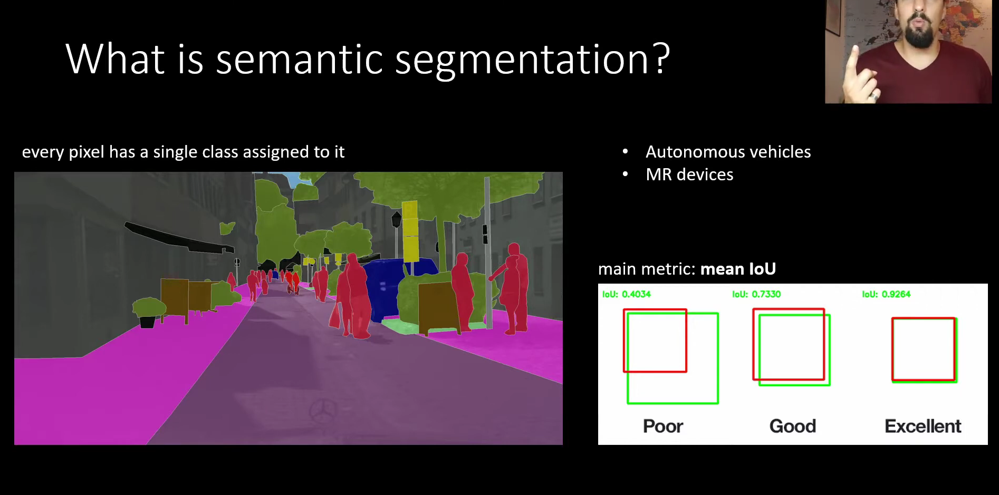 What is semantic segmentation?
every pixel has a single class assigned to it
• Autonomous vehicles
• MR devices
main metric: mean IoU
IoU: 0.4034
IoU: 0.7330
IoU: 0.9264
Poor
Good
Excellent